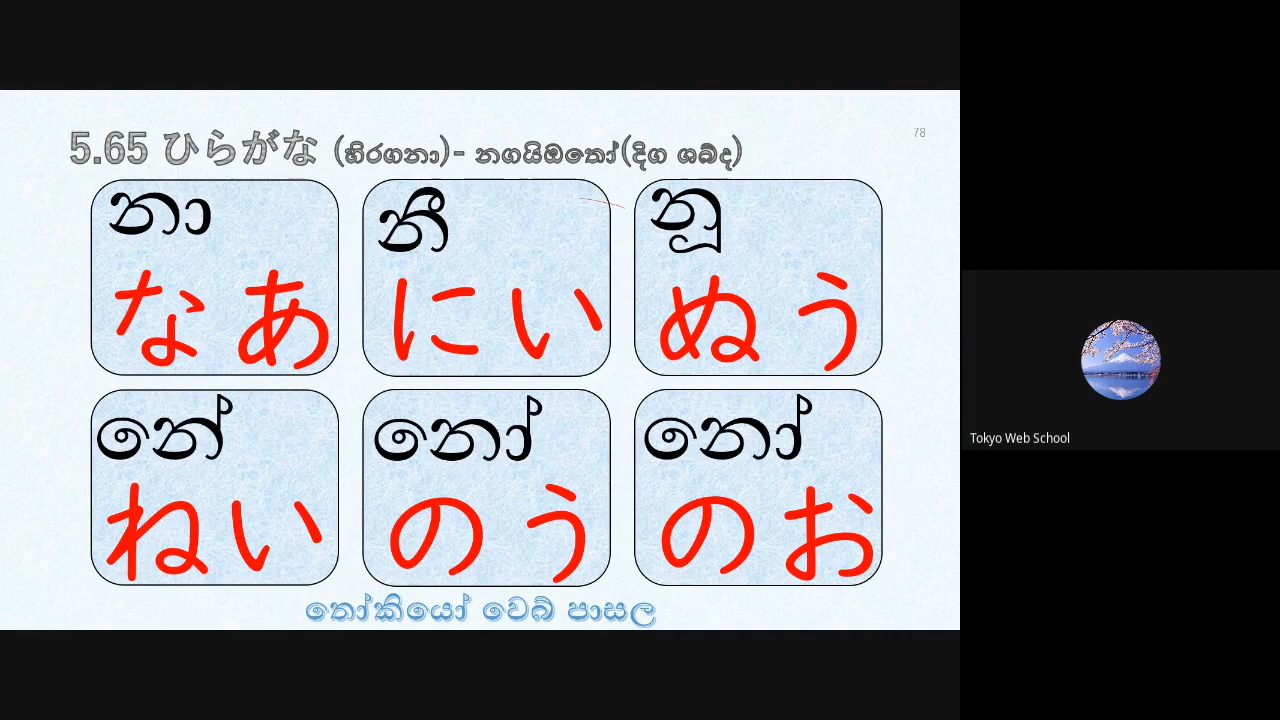 5.65 ひらがな (හිරගනා)- නගයිඔතෝ(දිග ශබ්ද)
78
නා
නී
නූ
なあ
にい
ぬう
නේ
නෝ
නෝ
ねい
のう
のお
තෝකියෝ වෙබ් පාසල
Tokyo Web School